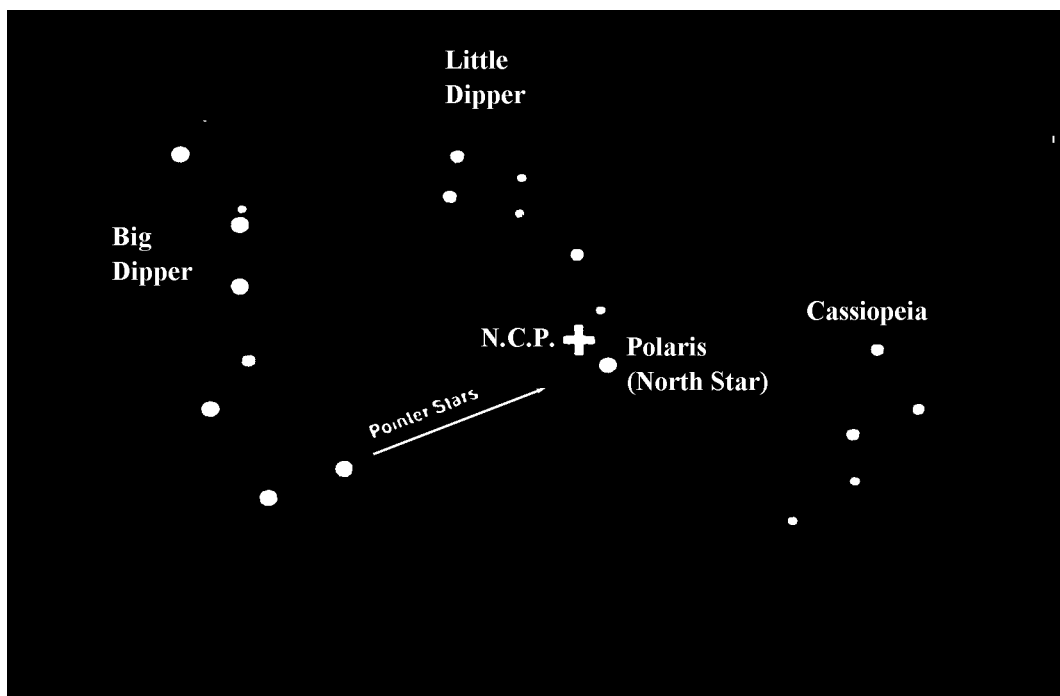 Little
Dipper
Big
Dipper
Cassiopeia
N.C.P.
Polaris
(North Star)
Pointer Stars